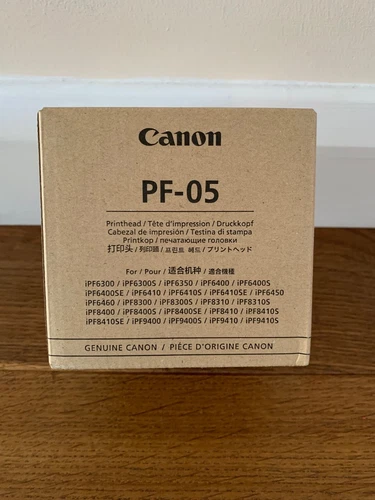 Canon
PF-05
Printhead / Tête d'impression / Druckkopf
Cabezal de impresión / Testina di stampa
Printkop / печатающие головки
打印头 / 列印頭 / 프린트 헤드 / プリントヘッド
For / Pour / 适合机种 / 適合機種
iPF6300 / iPF6300S / iPF6350 / iPF6400 / iPF6400S
iPF6400SE / iPF6410 / iPF6410S / iPF6410SE / iPF6450
iPF6460 / iPF8300 / iPF8300S / iPF8310 / iPF8310S
iPF8400 / iPF8400S / iPF8400SE / iPF8410 / iPF8410S
iPF8410SE / iPF9400 / iPF9400S / iPF9410 / iPF9410S
GENUINE CANON / PIÈCE D'ORIGINE CANON